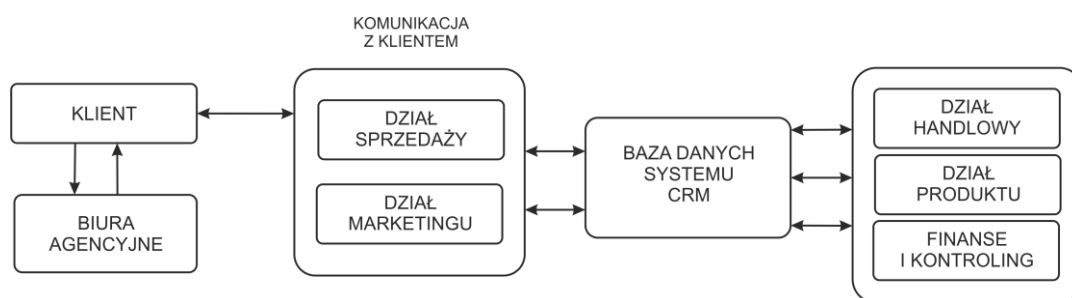 KOMUNIKACJA
Z KLIENTEM
KLIENT
BIURA
AGENCYJNE
DZIAŁ
SPRZEDAŻY
DZIAŁ
MARKETINGU
BAZA DANYCH
SYSTEMU
CRM
DZIAŁ
HANDLOWY
DZIAŁ
PRODUKTU
FINANSE
I KONTROLING